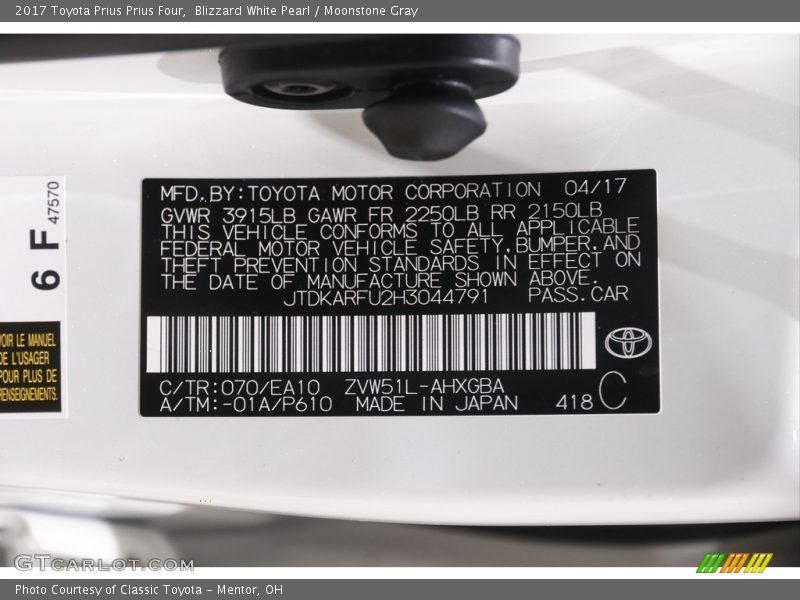 2017 Toyota Prius Prius Four,  Blizzard White Pearl / Moonstone Gray
47570
6 F
VOIR LE MANUEL
DE L'USAGER
POUR PLUS DE
RENSEIGNEMENTS.
MFD. BY: TOYOTA MOTOR CORPORATION 04/17
GVWR 3915LB GAWR FR 2250LB RR 2150LB
THIS VEHICLE CONFORMS TO ALL APPLICABLE
FEDERAL MOTOR VEHICLE SAFETY, BUMPER, AND
THEFT PREVENTION STANDARDS IN EFFECT ON
THE DATE OF MANUFACTURE SHOWN ABOVE.
JTDKARFU2H3044791 PASS. CAR
C/TR: 070/EA10 ZVW51L-AHXGBA
A/TM: -01A/P610 MADE IN JAPAN 418 C
GTCARLOT.COM
Photo Courtesy of Classic Toyota - Mentor, OH